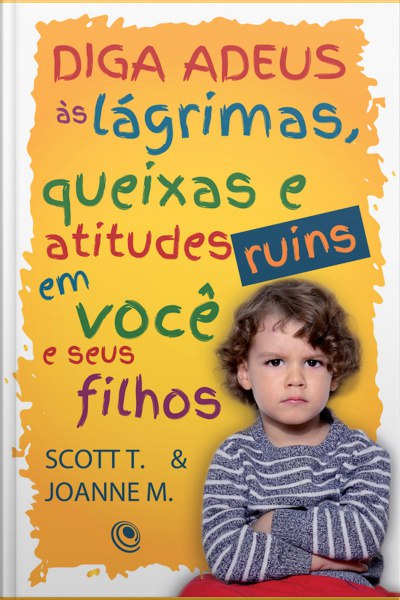 DIGA ADEUS
às lágrimas,
queixas e
atitudes ruins
em
você
e seus
filhos
SCOTT T. &
JOANNE M.